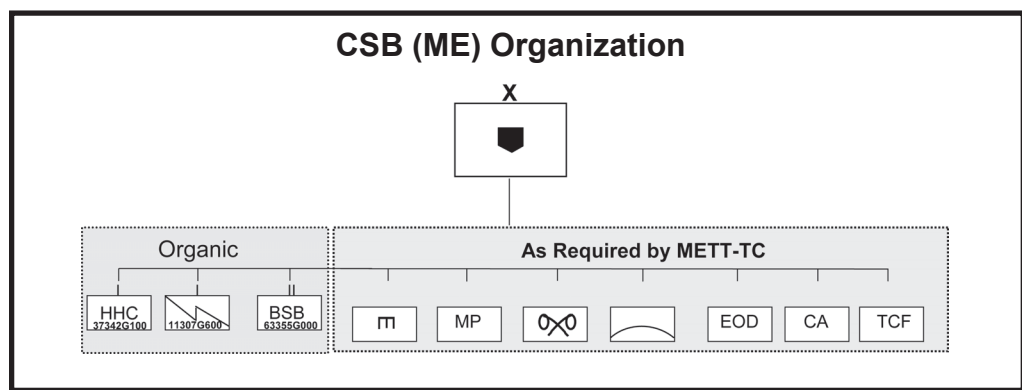 CSB (ME) Organization
X
Organic
As Required by METT-TC
HHC
37342G100
11307G600
BSB
63355G000
MP
EOD
CA
TCF